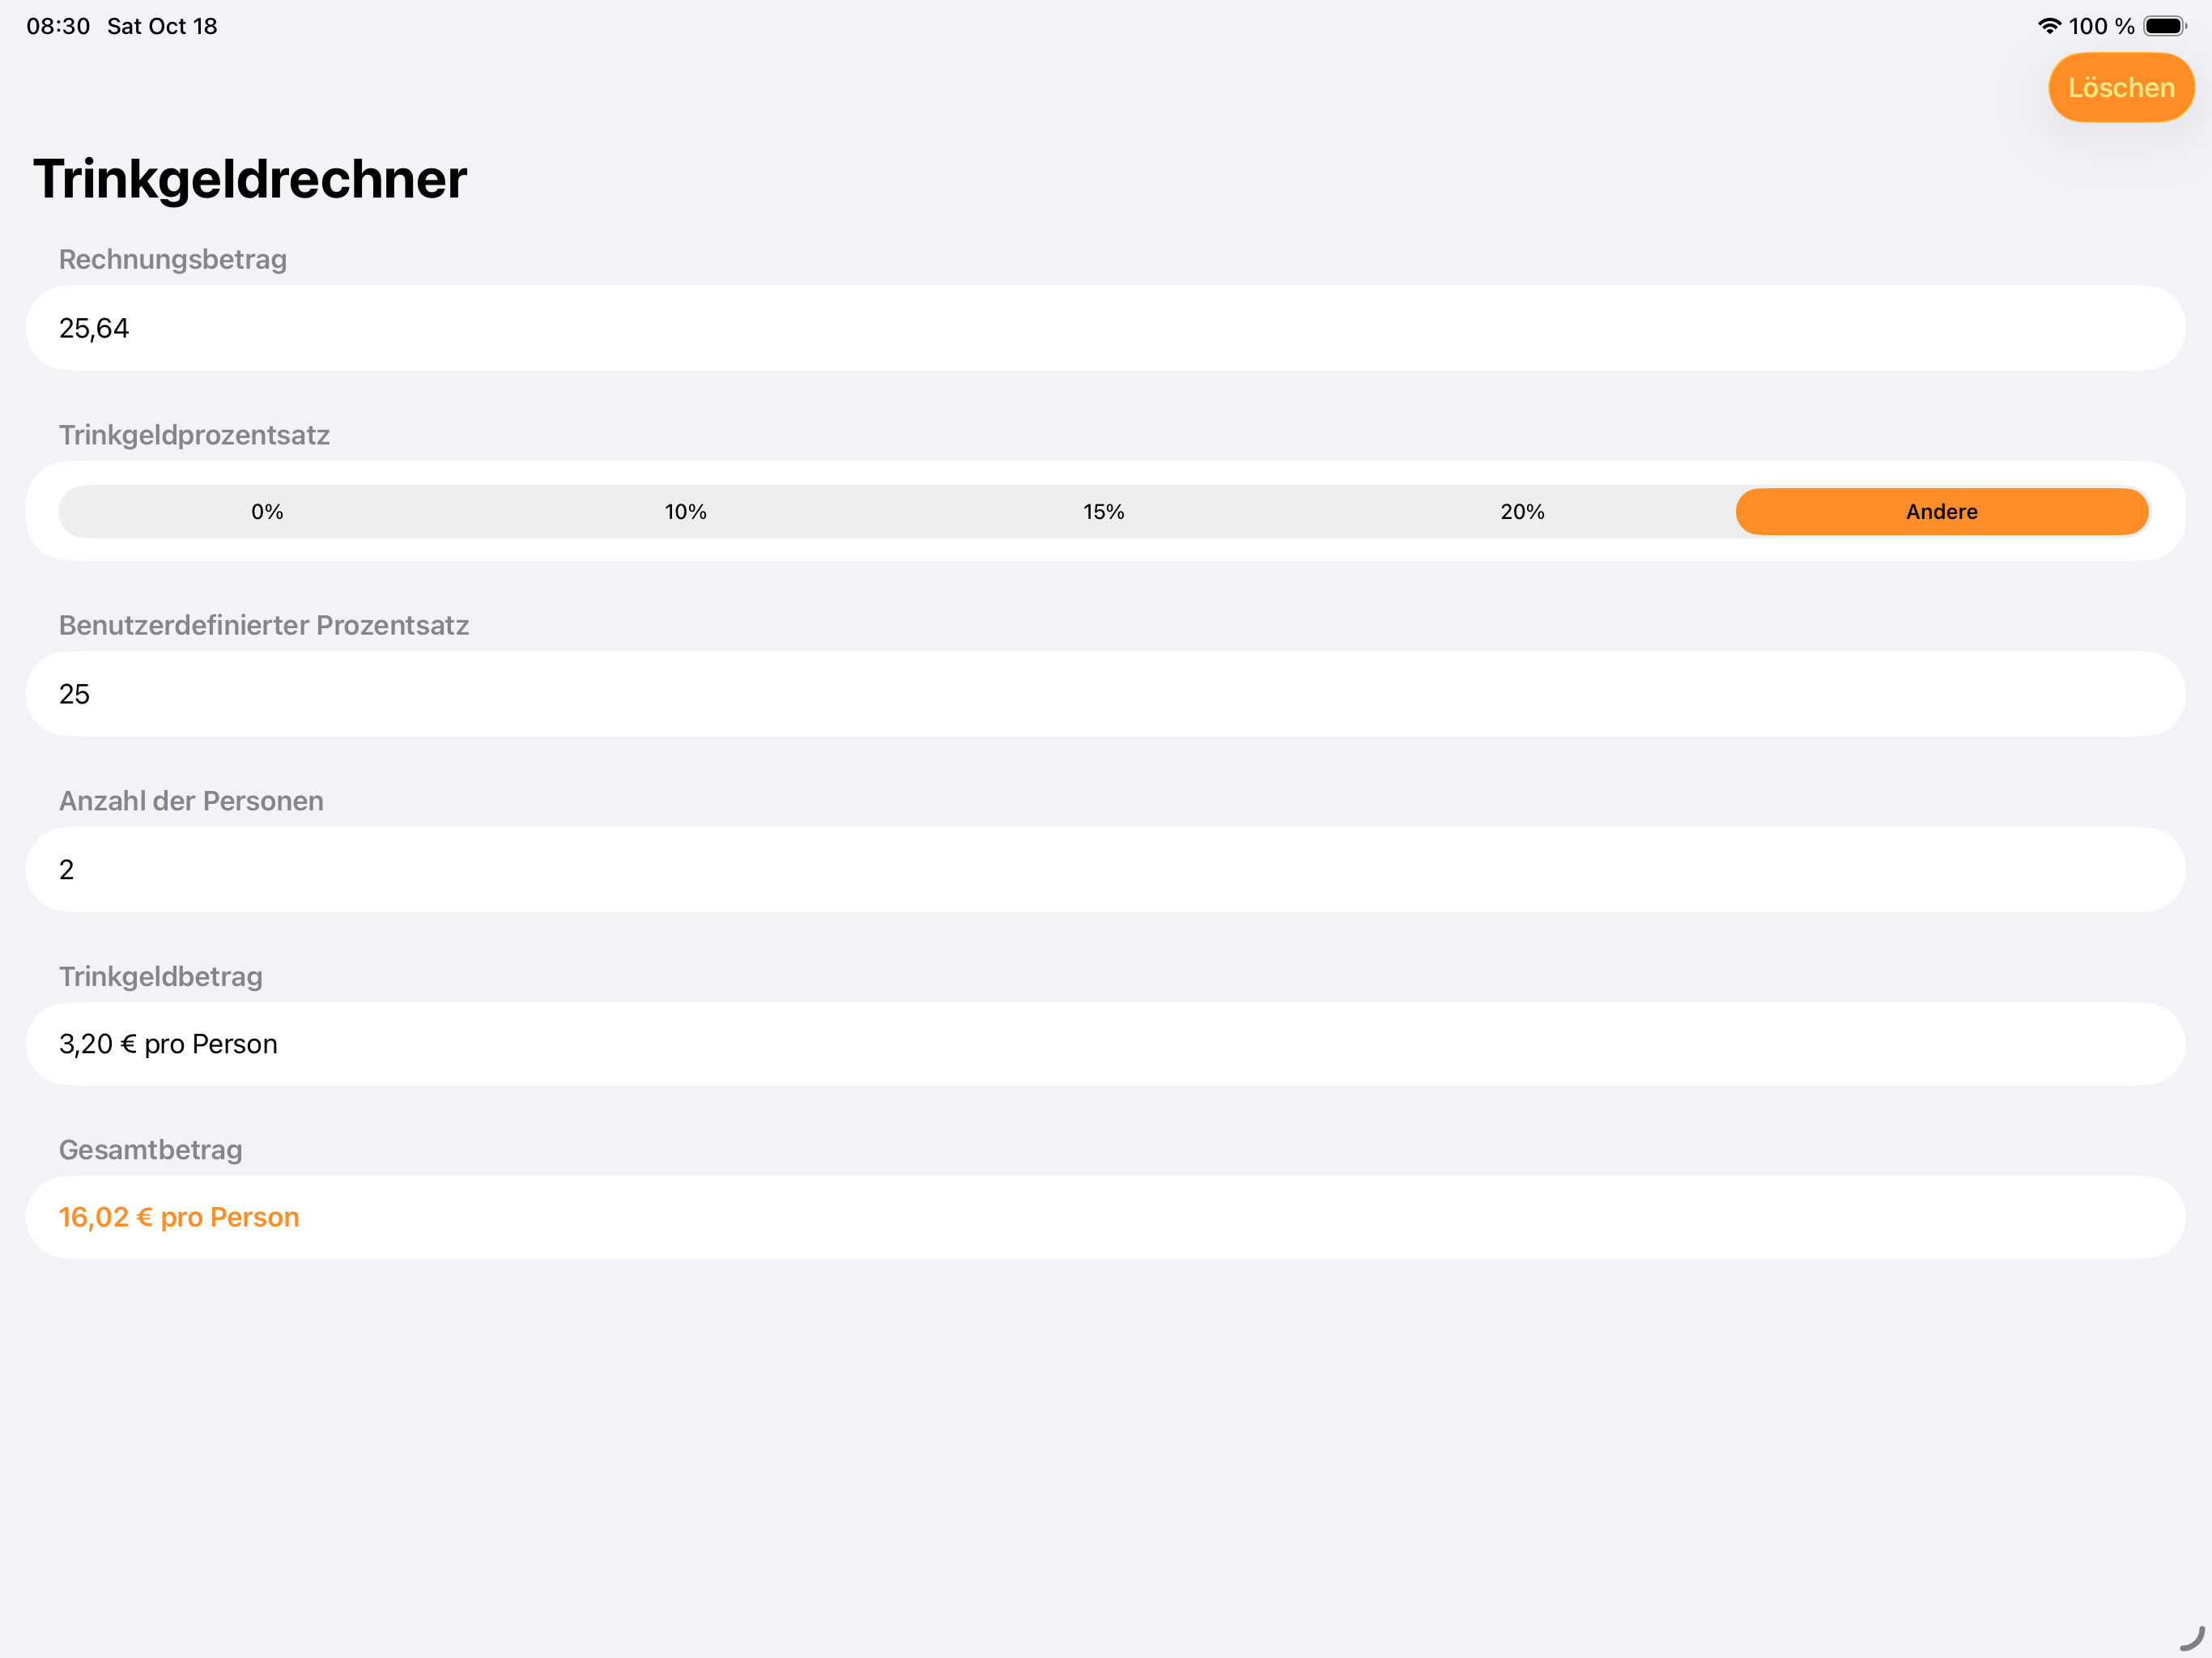 08:30 Sat Oct 18
100 %
Löschen
Trinkgeldrechner
Rechnungsbetrag
25,64
Trinkgeldprozentsatz
0% 10% 15% 20% Andere
Benutzerdefinierter Prozentsatz
25
Anzahl der Personen
2
Trinkgeldbetrag
3,20 € pro Person
Gesamtbetrag
16,02 € pro Person